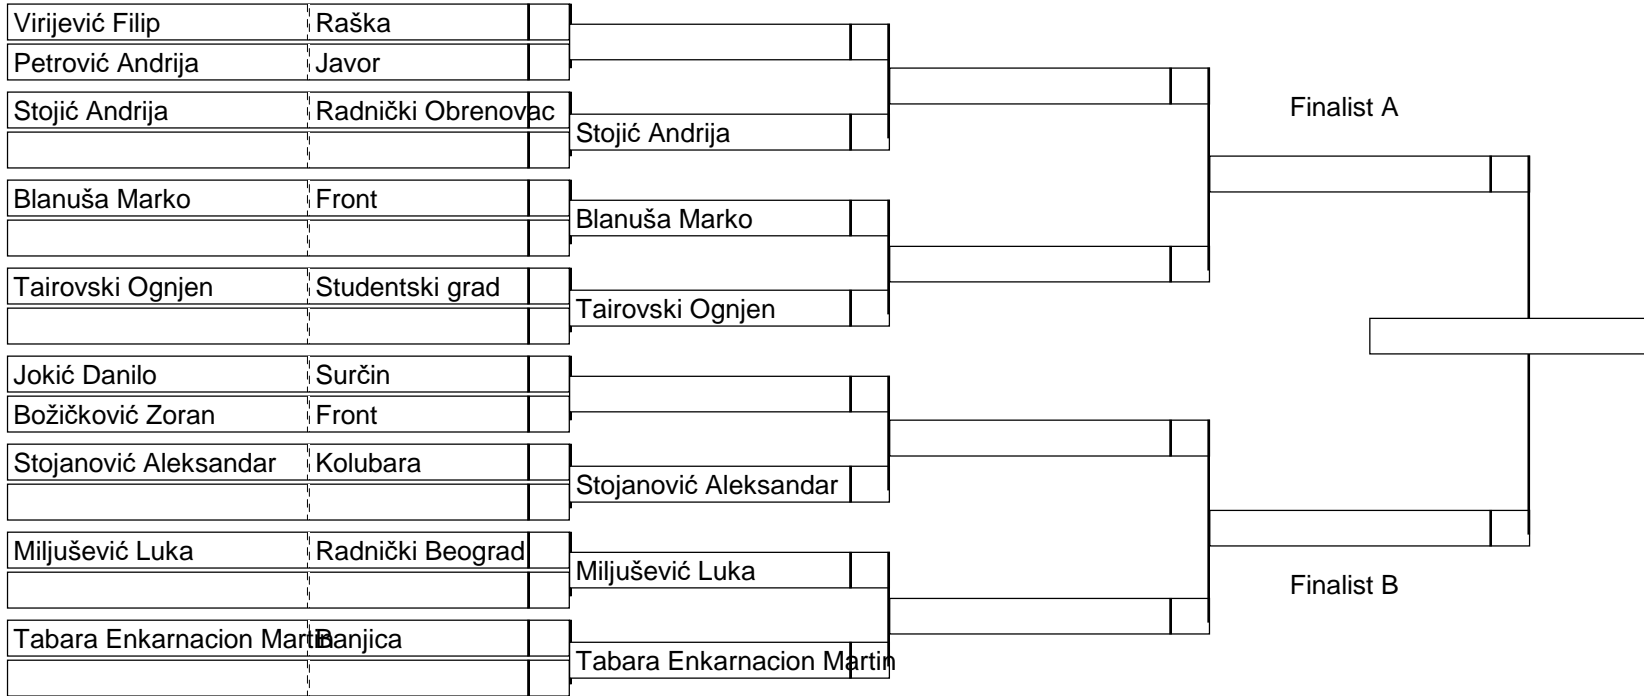 Virijević Filip Raška
Petrović Andrija Javor
Stojić Andrija Radnički Obrenovac
Blanuša Marko Front
Tairovski Ognjen Studentski grad
Jokić Danilo Surčin
Božičković Zoran Front
Stojanović Aleksandar Kolubara
Miljušević Luka Radnički Beograd
Tabara Enkarnacion Martin Banjica
Stojić Andrija
Blanuša Marko
Tairovski Ognjen
Stojanović Aleksandar
Miljušević Luka
Tabara Enkarnacion Martin
Finalist A
Finalist B